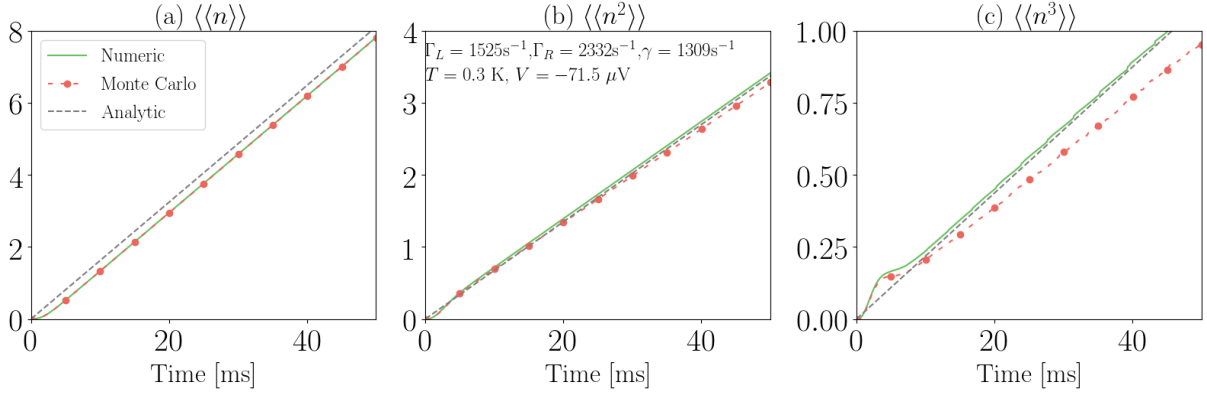 (a) ⟨⟨n⟩⟩
8
6
4
2
0
Numeric
Monte Carlo
Analytic
0
20
40
Time [ms]
(b) ⟨⟨n²⟩⟩
4
3
2
1
0
Γ_L = 1525s⁻¹,Γ_R = 2332s⁻¹,γ = 1309s⁻¹
T = 0.3 K, V = −71.5 μV
0
20
40
Time [ms]
(c) ⟨⟨n³⟩⟩
1.00
0.75
0.50
0.25
0.00
0
20
40
Time [ms]